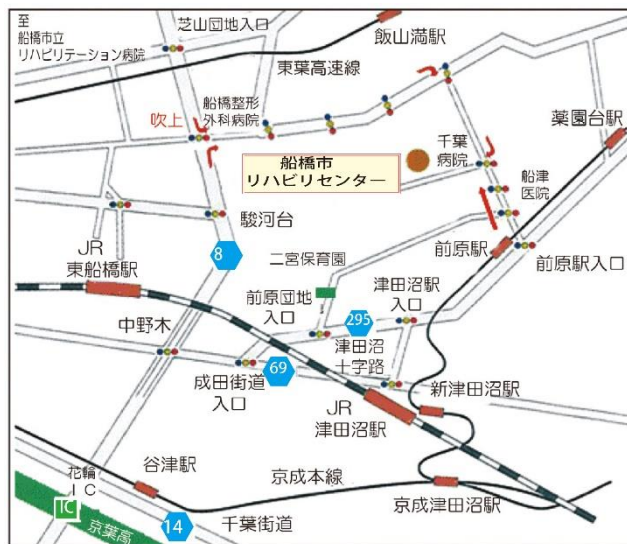 至
船橋市立
リハビリテーション病院
芝山団地入口
飯山満駅
東葉高速線
船橋整形
外科病院
吹上
千葉
病院
薬園台駅
船橋市
リハビリセンター
船津
医院
駿河台
8
前原駅
前原駅入口
JR
東船橋駅
二宮保育園
前原団地
入口
津田沼駅
入口
295
中野木
津田沼
十字路
69
成田街道
入口
新津田沼駅
JR
津田沼駅
谷津駅
京成本線
花輪
IC
IC
京成津田沼駅
京葉高
14
千葉街道